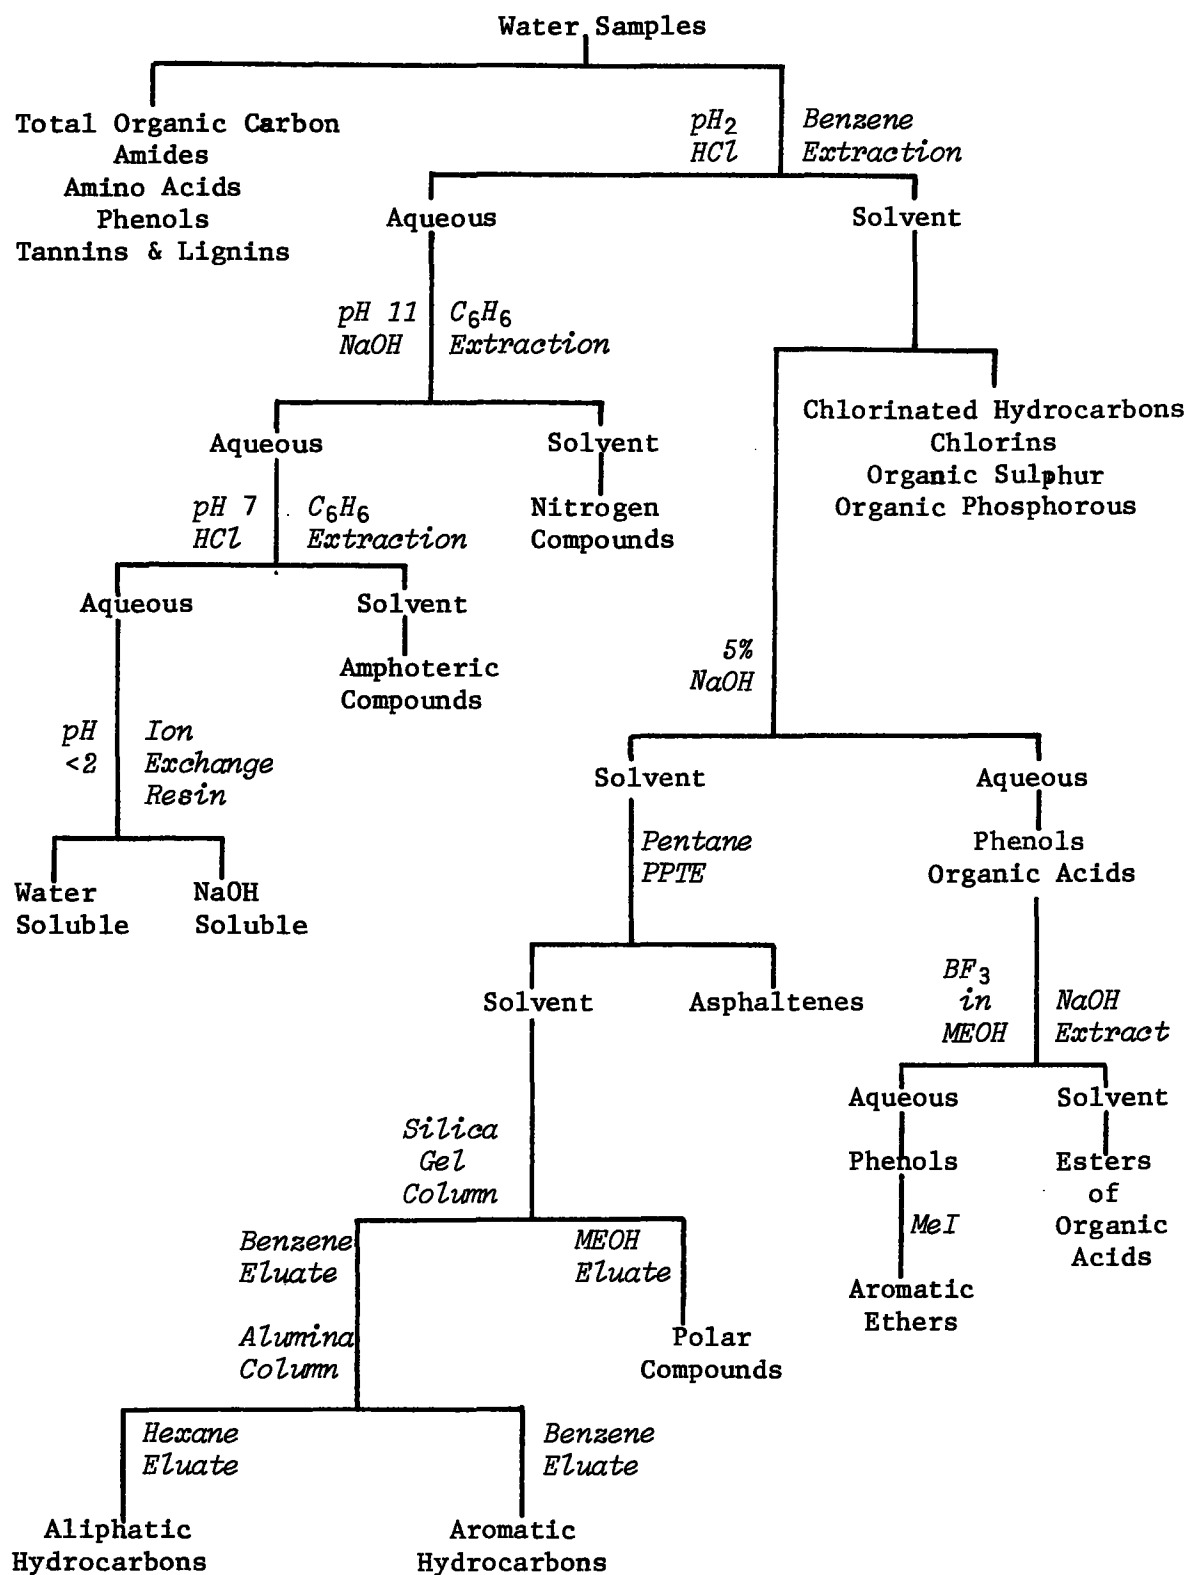 Water Samples
Total Organic Carbon
Amides
Amino Acids
Phenols
Tannins & Lignins
pH2
HCl
Benzene
Extraction
Aqueous
Solvent
pH 11
NaOH
C6H6
Extraction
Chlorinated Hydrocarbons
Chlorins
Organic Sulphur
Organic Phosphorous
Aqueous
Solvent
Nitrogen
Compounds
pH 7
HCl
C6H6
Extraction
Aqueous
Solvent
Amphoteric
Compounds
5%
NaOH
pH
<2
Ion
Exchange
Resin
Water
Soluble
NaOH
Soluble
Solvent
Aqueous
Pentane
PPTE
Phenols
Organic Acids
Solvent
Asphaltenes
BF3
in
MEOH
NaOH
Extract
Aqueous
Solvent
Phenols
Esters
of
Organic
Acids
MeI
Aromatic
Ethers
Silica
Gel
Column
Benzene
Eluate
MEOH
Eluate
Alumina
Column
Polar
Compounds
Hexane
Eluate
Benzene
Eluate
Aliphatic
Hydrocarbons
Aromatic
Hydrocarbons